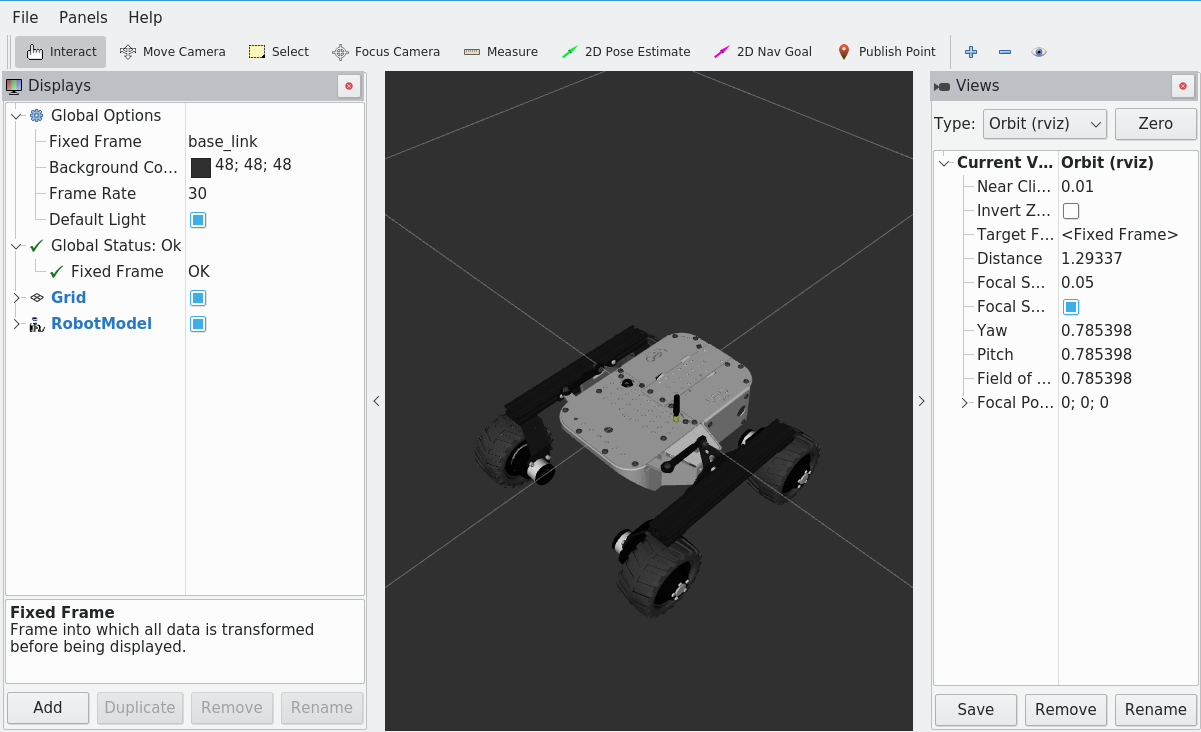 File Panels Help
Interact Move Camera Select Focus Camera Measure 2D Pose Estimate 2D Nav Goal Publish Point
Displays
Global Options
Fixed Frame base_link
Background Co... 48; 48; 48
Frame Rate 30
Default Light
Global Status: Ok
Fixed Frame OK
Grid
RobotModel
Fixed Frame
Frame into which all data is transformed
before being displayed.
Add Duplicate Remove Rename
Views
Type: Orbit (rviz) Zero
Current V... Orbit (rviz)
Near Cli... 0.01
Invert Z...
Target F... <Fixed Frame>
Distance 1.29337
Focal S... 0.05
Focal S...
Yaw 0.785398
Pitch 0.785398
Field of ... 0.785398
Focal Po... 0; 0; 0
Save Remove Rename